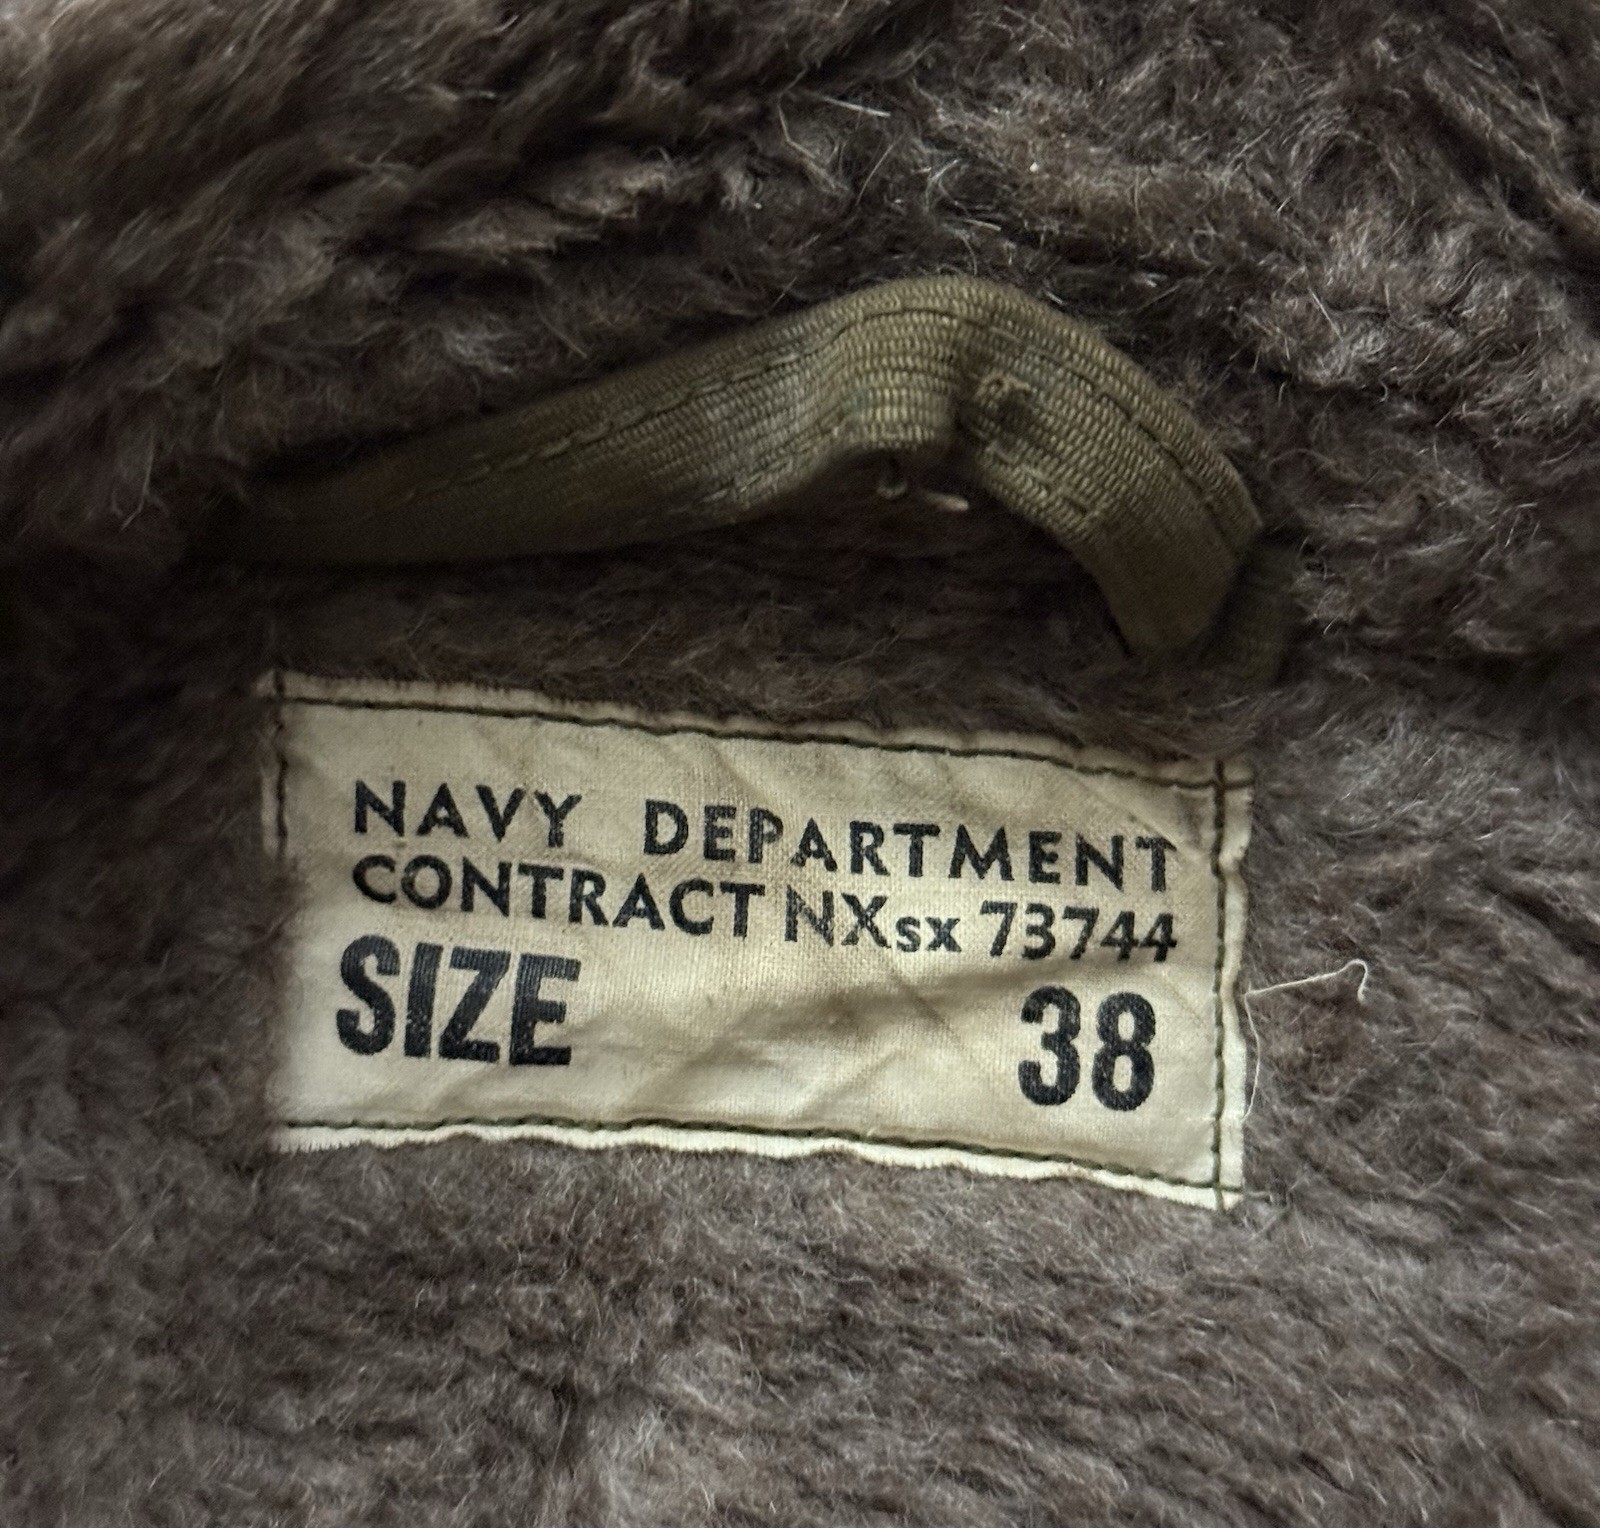 NAVY DEPARTMENT
CONTRACT NXsx 73744
SIZE 38